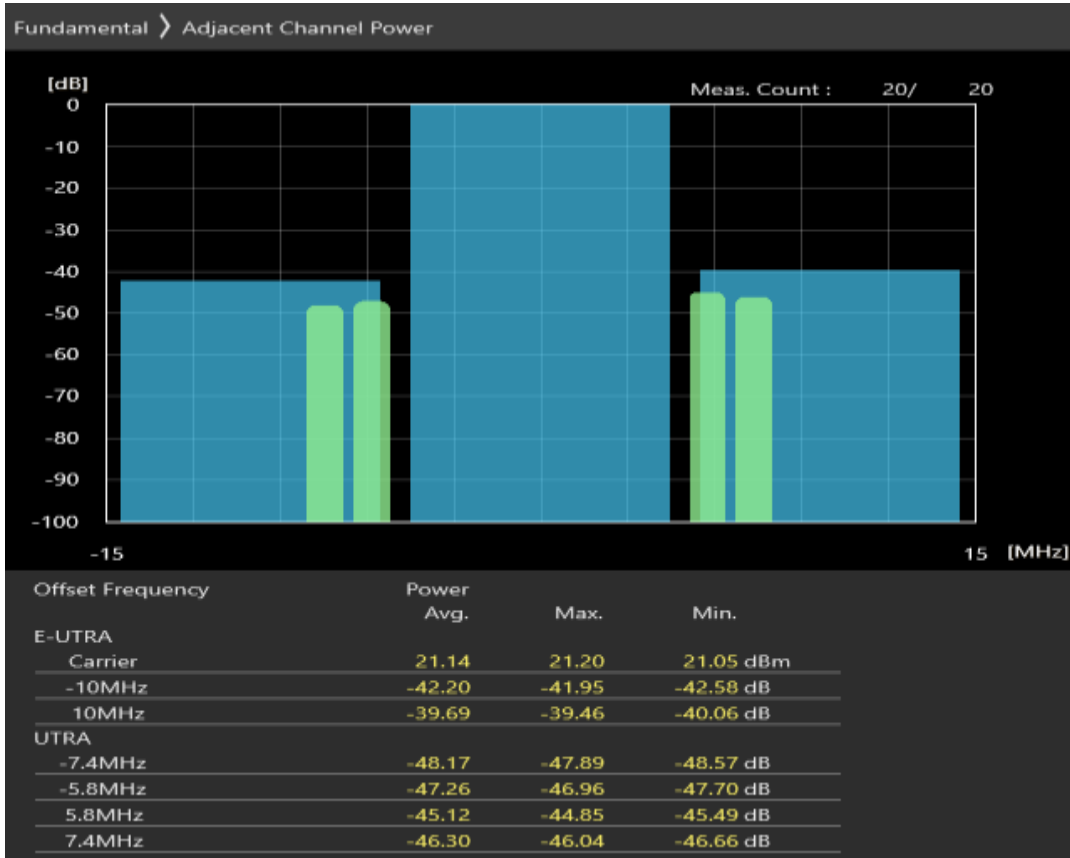 Fundamental ❯ Adjacent Channel Power
[dB]
Meas. Count : 20/ 20
0
-10
-20
-30
-40
-50
-60
-70
-80
-90
-100
-15 15 [MHz]
Offset Frequency Power
Avg. Max. Min.
E-UTRA
Carrier 21.14 21.20 21.05 dBm
-10MHz -42.20 -41.95 -42.58 dB
10MHz -39.69 -39.46 -40.06 dB
UTRA
-7.4MHz -48.17 -47.89 -48.57 dB
-5.8MHz -47.26 -46.96 -47.70 dB
5.8MHz -45.12 -44.85 -45.49 dB
7.4MHz -46.30 -46.04 -46.66 dB